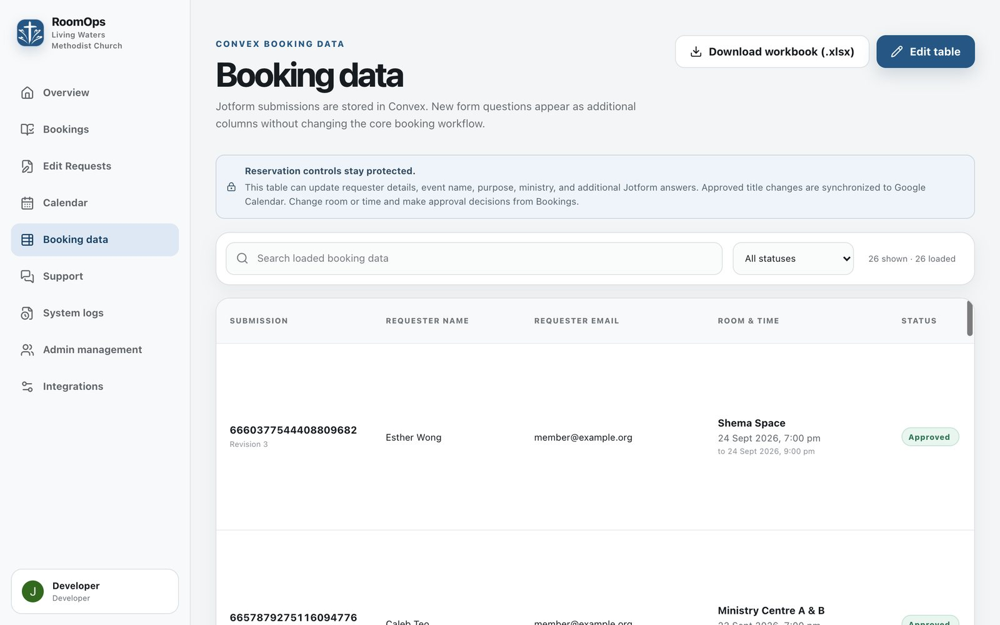 RoomOps
Living Waters
Methodist Church
Overview
Bookings
Edit Requests
Calendar
Booking data
Support
System logs
Admin management
Integrations
J
Developer
Developer
CONVEX BOOKING DATA
Booking data
Jotform submissions are stored in Convex. New form questions appear as additional
columns without changing the core booking workflow.
Download workbook (.xlsx)
Edit table
Reservation controls stay protected.
This table can update requester details, event name, purpose, ministry, and additional Jotform answers. Approved title changes are synchronized to Google
Calendar. Change room or time and make approval decisions from Bookings.
Search loaded booking data
All statuses
26 shown · 26 loaded
SUBMISSION REQUESTER NAME REQUESTER EMAIL ROOM & TIME STATUS
6660377544408809682
Revision 3
Esther Wong
member@example.org
Shema Space
24 Sept 2026, 7:00 pm
to 24 Sept 2026, 9:00 pm
Approved
6657879275116094776
Caleb Teo
member@example.org
Ministry Centre A & B
23 Sept 2026, 7:00 pm
Approved